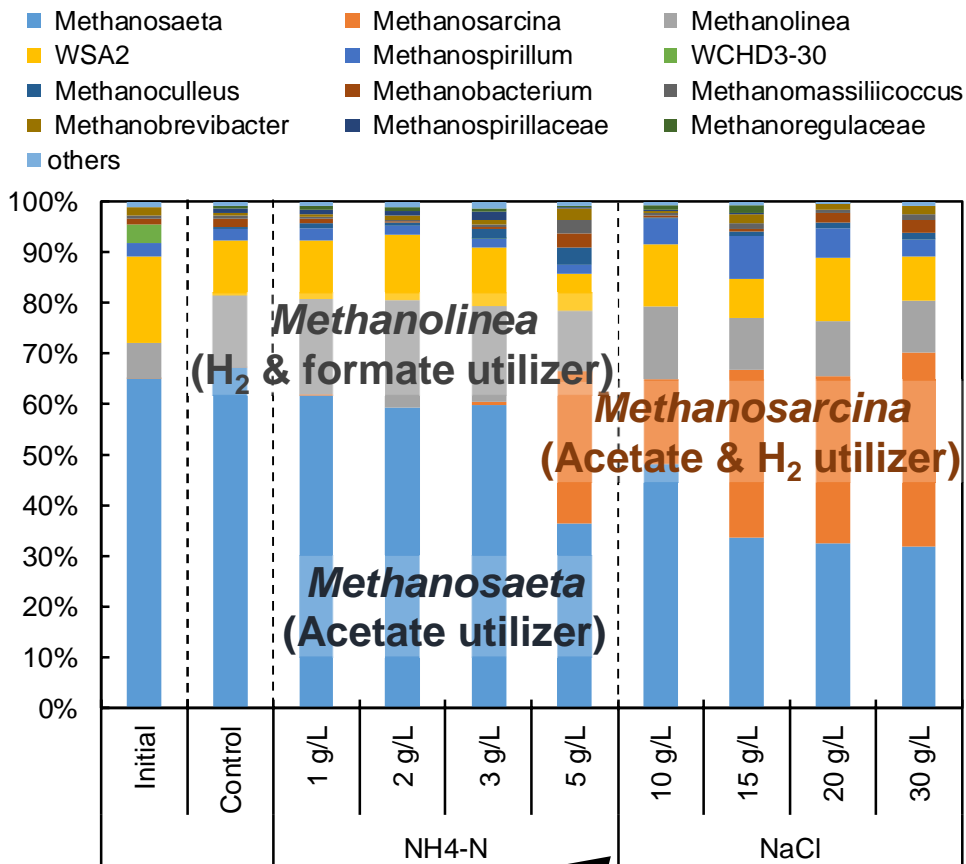 Methanosaeta Methanosarcina Methanolinea
WSA2 Methanospirillum WCHD3-30
Methanoculleus Methanobacterium Methanomassiliicoccus
Methanobrevibacter Methanospirillaceae Methanoregulaceae
others
100%
90%
80%
70%
60%
50%
40%
30%
20%
10%
0%
Methanolinea
(H₂ & formate utilizer)
Methanosarcina
(Acetate & H₂ utilizer)
Methanosaeta
(Acetate utilizer)
Initial
Control
1 g/L
2 g/L
3 g/L
5 g/L
10 g/L
15 g/L
20 g/L
30 g/L
NH4-N
NaCl